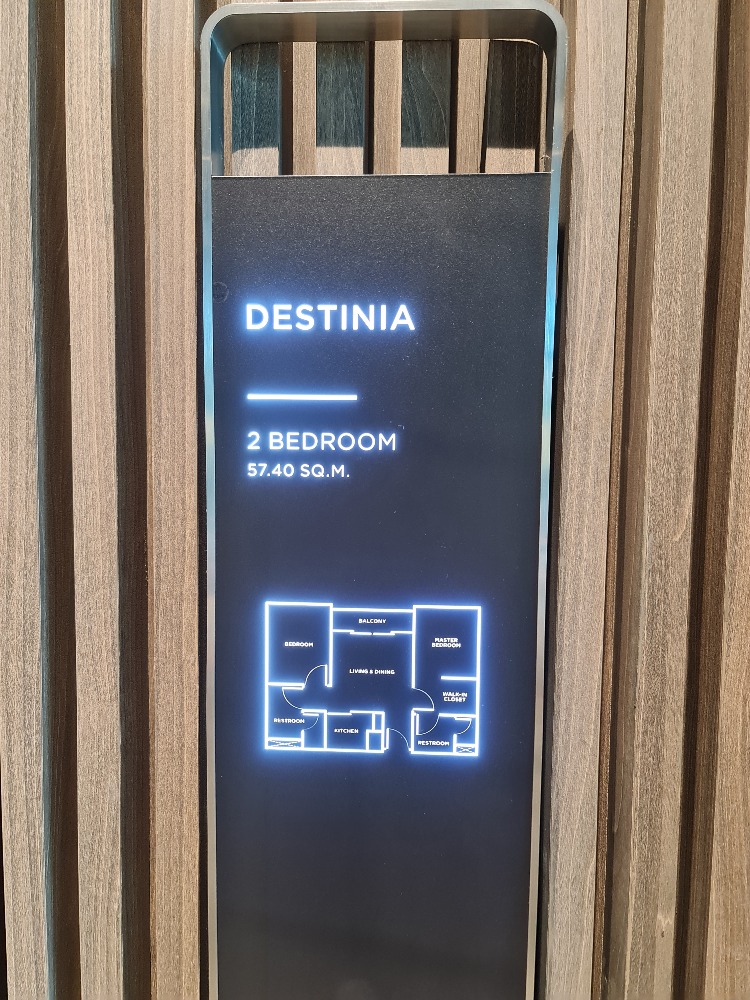 DESTINIA
2 BEDROOM
57.40 SQ.M.
BALCONY
BEDROOM
MASTER
BEDROOM
LIVING & DINING
WALK-IN
CLOSET
RESTROOM
KITCHEN
RESTROOM